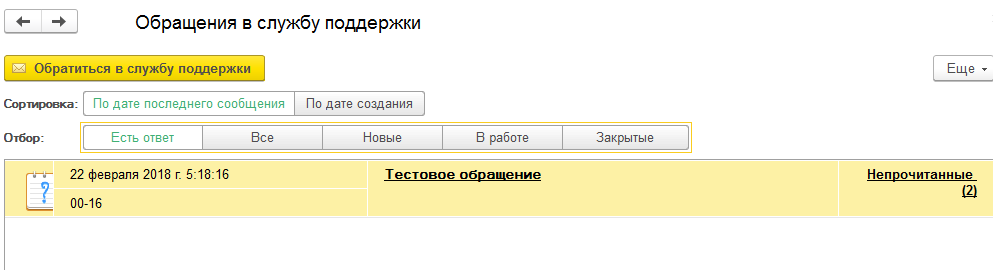 Обращения в службу поддержки
Обратиться в службу поддержки
Еще
Сортировка: По дате последнего сообщения По дате создания
Отбор: Есть ответ Все Новые В работе Закрытые
22 февраля 2018 г. 5:18:16 Тестовое обращение Непрочитанные
00-16 (2)